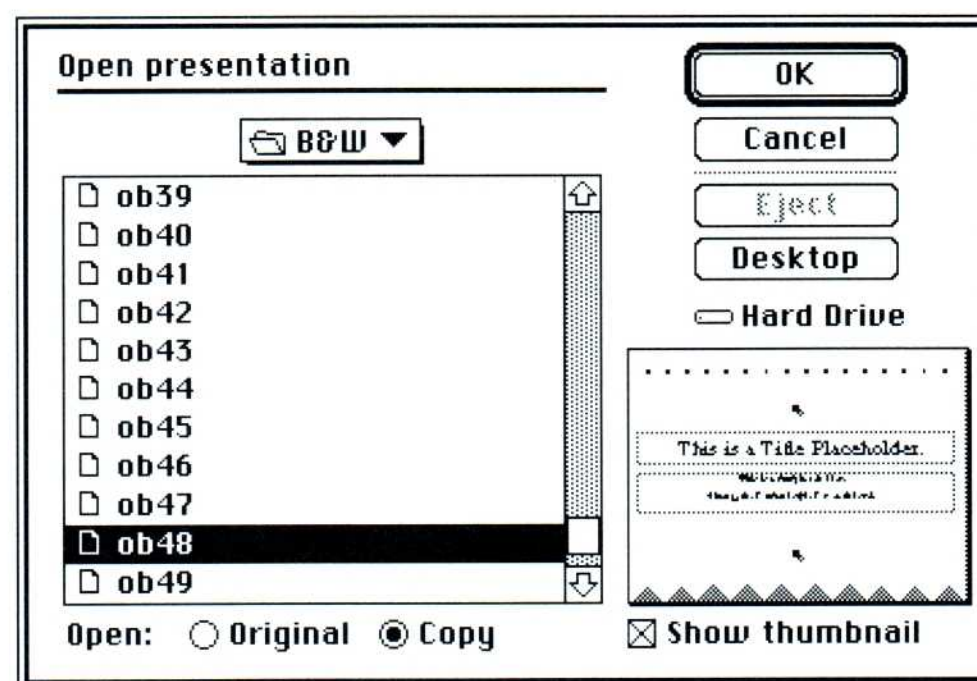 Open presentation
B&W
ob39
ob40
ob41
ob42
ob43
ob44
ob45
ob46
ob47
ob48
ob49
Open: Original Copy
OK
Cancel
Eject
Desktop
Hard Drive
This is a Title Placeholder.
Show thumbnail